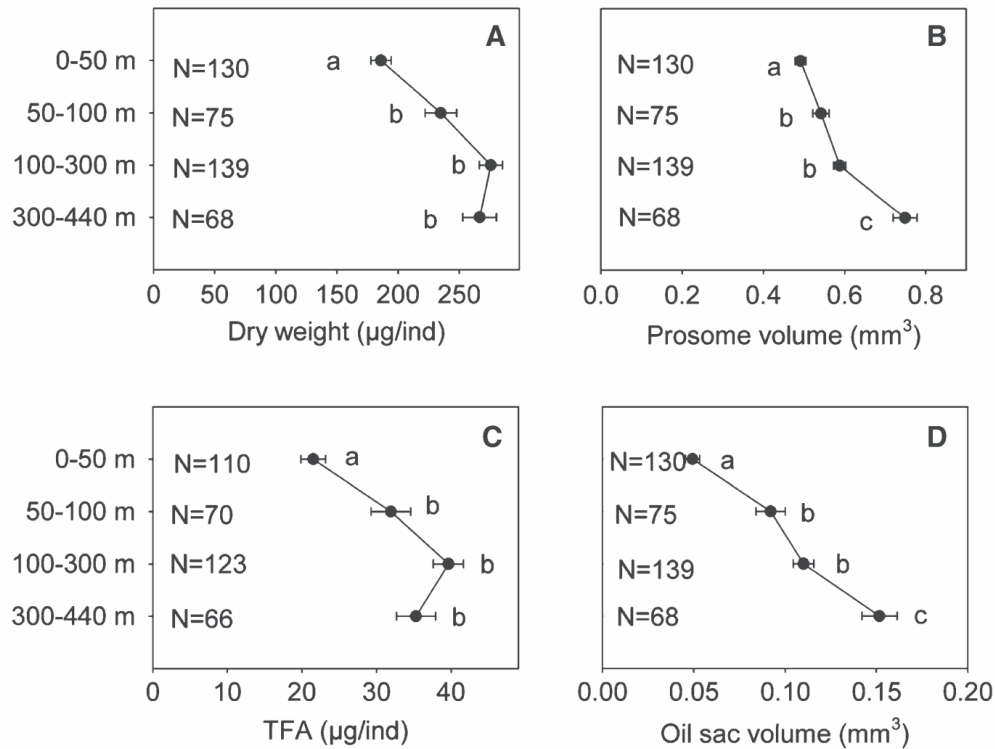 A
0-50 m N=130 a
50-100 m N=75 b
100-300 m N=139 b
300-440 m N=68 b
0 50 100 150 200 250
Dry weight (µg/ind)
B
N=130 a
N=75 b
N=139 b
N=68 c
0.0 0.2 0.4 0.6 0.8
Prosome volume (mm³)
C
0-50 m N=110 a
50-100 m N=70 b
100-300 m N=123 b
300-440 m N=66 b
0 10 20 30 40
TFA (µg/ind)
D
N=130 a
N=75 b
N=139 b
N=68 c
0.00 0.05 0.10 0.15 0.20
Oil sac volume (mm³)